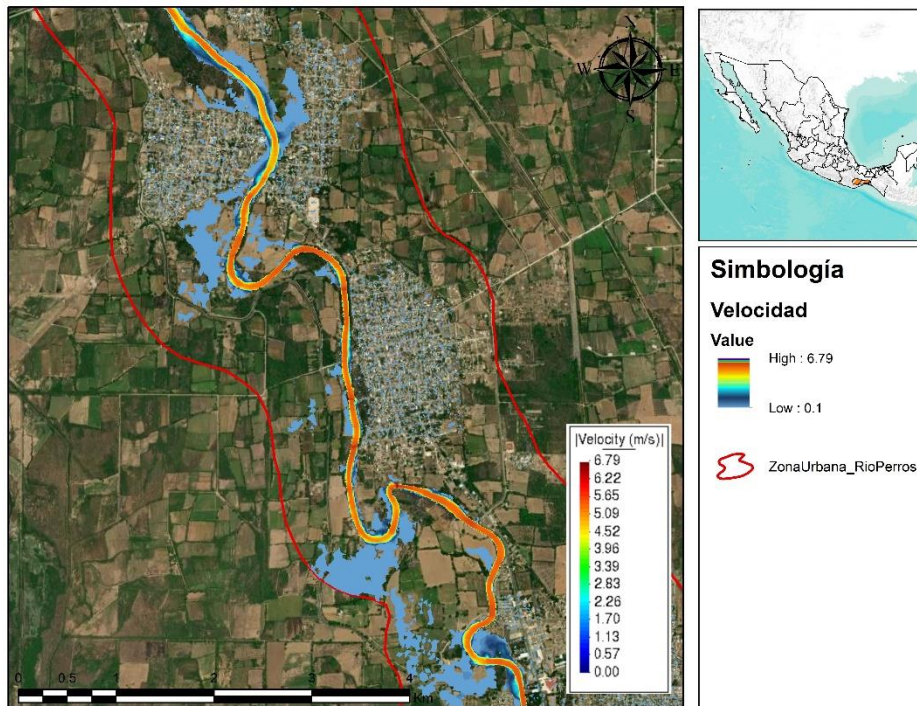 N
W
E
S
0
0.5
1
2
3
4
Km
|Velocity (m/s)|
6.79
6.22
5.65
5.09
4.52
3.96
3.39
2.83
2.26
1.70
1.13
0.57
0.00
Simbología
Velocidad
Value
High : 6.79
Low : 0.1
ZonaUrbana_RioPerros